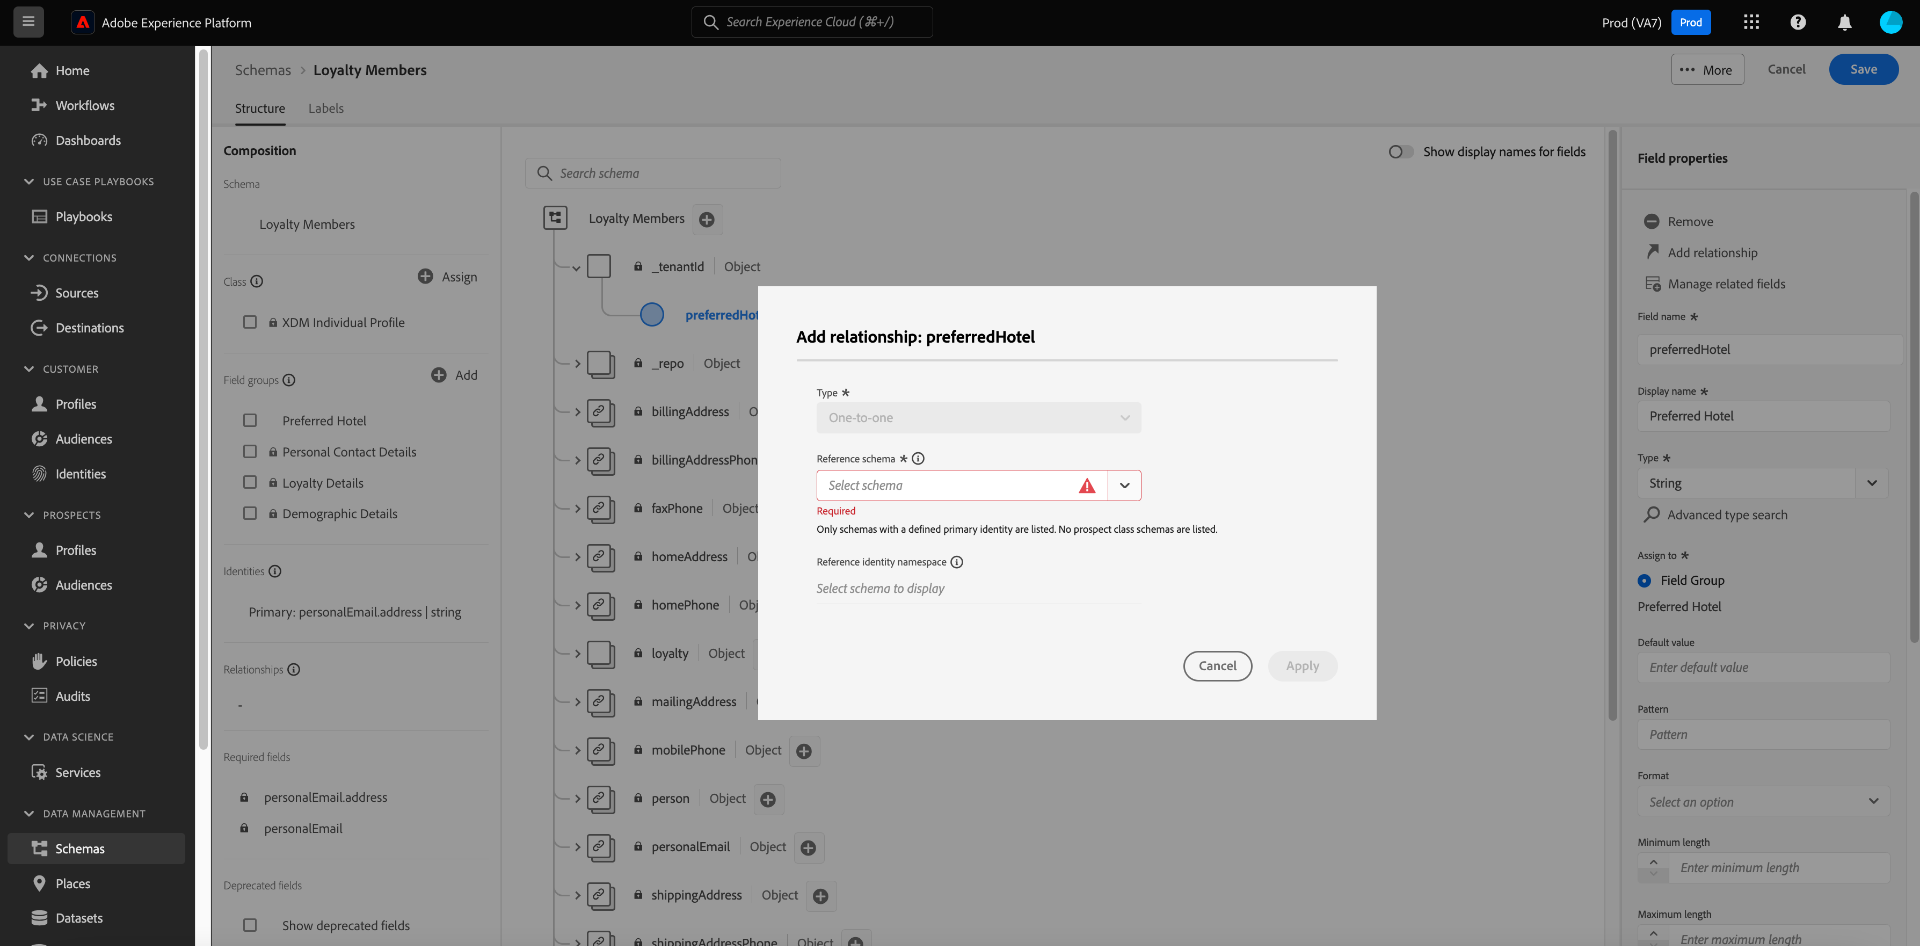 Adobe Experience Platform
Search Experience Cloud (⌘+/)
Prod (VA7)
Prod
Home
Workflows
Dashboards
USE CASE PLAYBOOKS
Playbooks
CONNECTIONS
Sources
Destinations
CUSTOMER
Profiles
Audiences
Identities
PROSPECTS
Profiles
Audiences
PRIVACY
Policies
Audits
DATA SCIENCE
Services
DATA MANAGEMENT
Schemas
Places
Datasets
Schemas > Loyalty Members
••• More
Cancel
Save
Structure
Labels
Composition
Schema
Loyalty Members
Class
Assign
XDM Individual Profile
Field groups
Add
Preferred Hotel
Personal Contact Details
Loyalty Details
Demographic Details
Identities
Primary: personalEmail.address | string
Relationships
-
Required fields
personalEmail.address
personalEmail
Deprecated fields
Show deprecated fields
Search schema
Show display names for fields
Loyalty Members
_tenantId | Object
preferredHot
_repo | Object
billingAddress | O
billingAddressPhon
faxPhone | Object
homeAddress | O
homePhone | Obj
loyalty | Object
mailingAddress |
mobilePhone | Object
person | Object
personalEmail | Object
shippingAddress | Object
shippingAddressPhone | Object
Add relationship: preferredHotel
Type *
One-to-one
Reference schema *
Select schema
Required
Only schemas with a defined primary identity are listed. No prospect class schemas are listed.
Reference identity namespace
Select schema to display
Cancel
Apply
Field properties
Remove
Add relationship
Manage related fields
Field name *
preferredHotel
Display name *
Preferred Hotel
Type *
String
Advanced type search
Assign to *
Field Group
Preferred Hotel
Default value
Enter default value
Pattern
Pattern
Format
Select an option
Minimum length
Enter minimum length
Maximum length
Enter maximum length